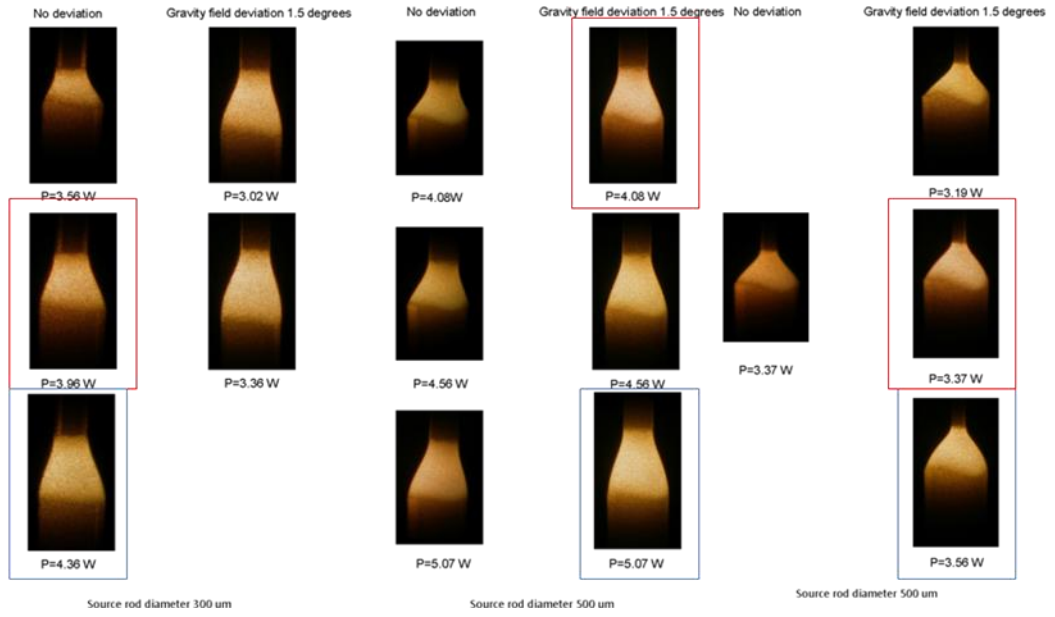 No deviation
Gravity field deviation 1.5 degrees
No deviation
Gravity field deviation 1.5 degrees
No deviation
Gravity field deviation 1.5 degrees
P=3.56 W
P=3.02 W
P=4.08W
P=4.08 W
P=3.19 W
P=3.96 W
P=3.36 W
P=4.56 W
P=4.56 W
P=3.37 W
P=3.37 W
P=4.36 W
P=5.07 W
P=5.07 W
P=3.56 W
Source rod diameter 300 um
Source rod diameter 500 um
Source rod diameter 500 um